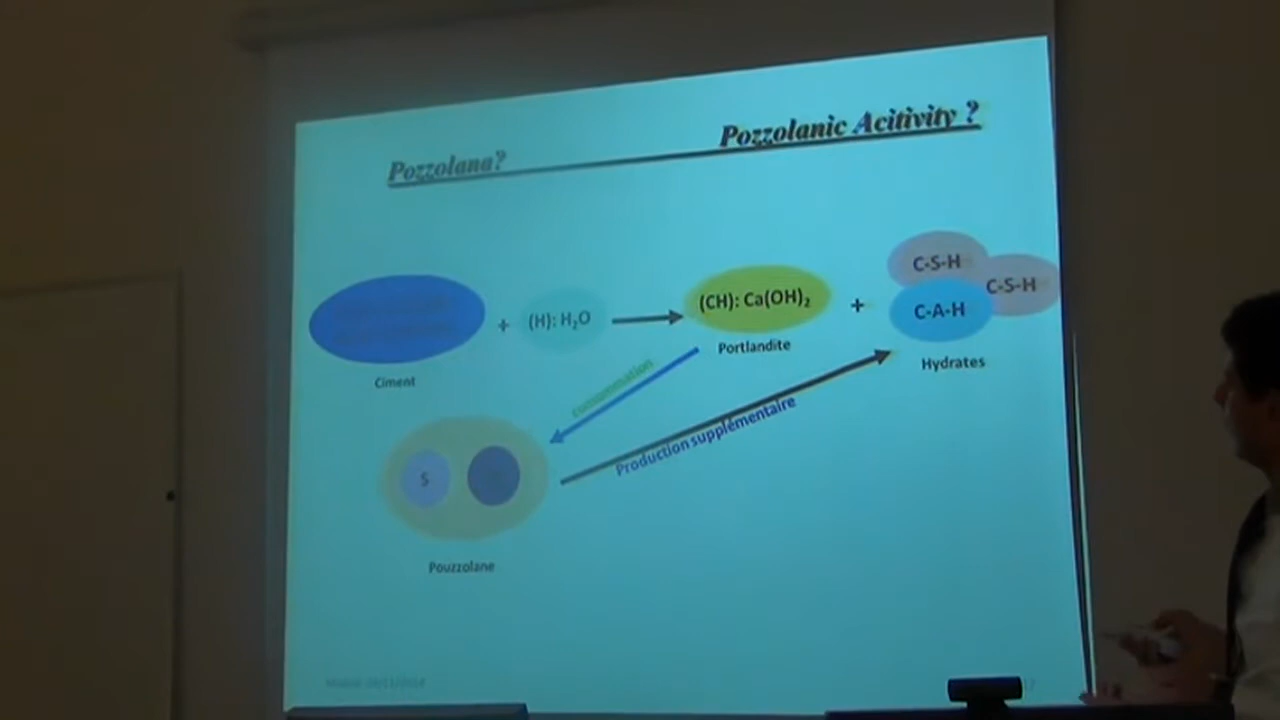 Pozzolana?
Pozzolanic Acitivity ?
+
(H): H₂O
(CH): Ca(OH)₂
+
C-S-H
C-S-H
C-A-H
Ciment
Portlandite
Hydrates
consommation
Production supplémentaire
S
Pouzzolane